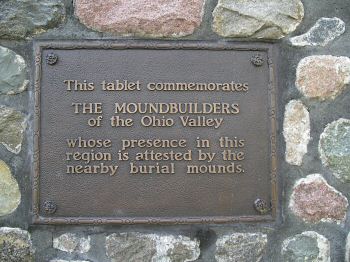 This tablet commemorates
THE MOUNDBUILDERS
of the Ohio Valley
whose presence in this
region is attested by the
nearby burial mounds.